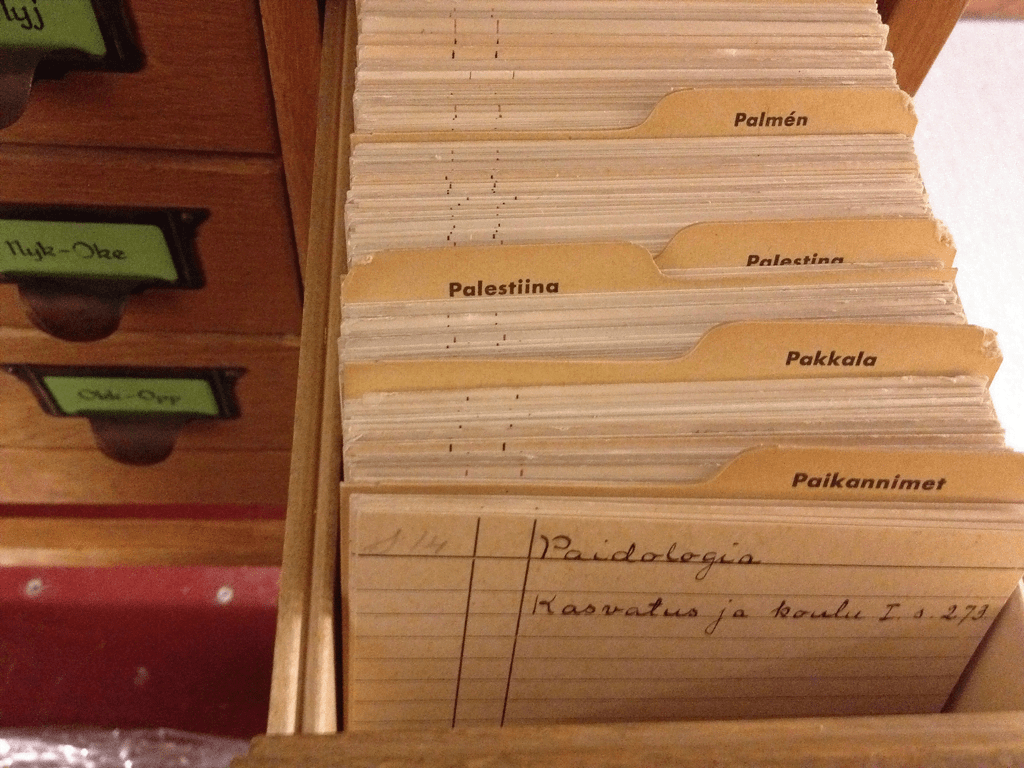 Nyk-Oke
Palmén
Palestina
Palestiina
Pakkala
Paikannimet
Paidologia
Kasvatus ja koulu I. s. 273.